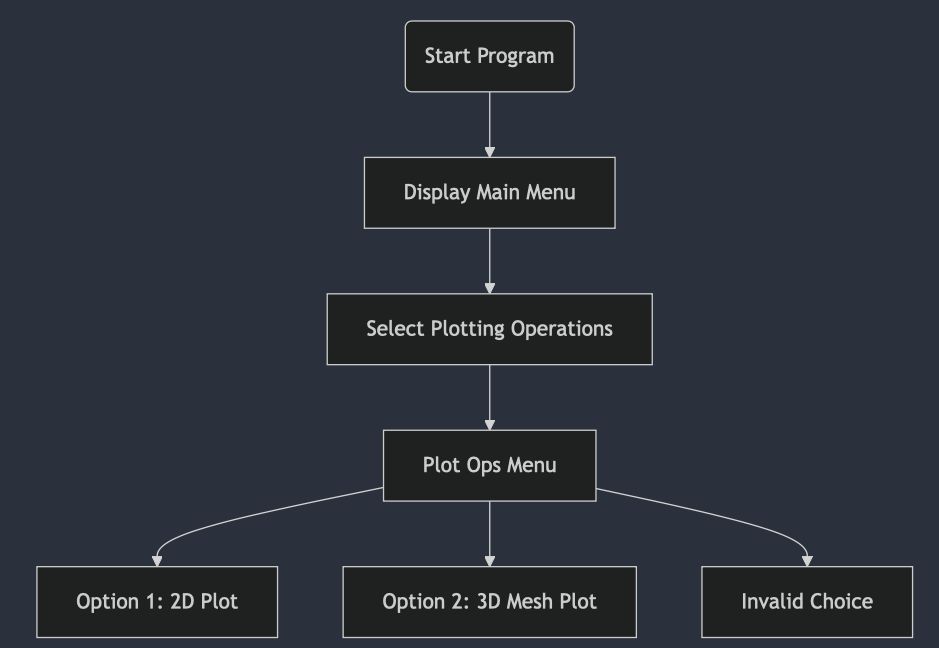 Start Program
Display Main Menu
Select Plotting Operations
Plot Ops Menu
Option 1: 2D Plot
Option 2: 3D Mesh Plot
Invalid Choice